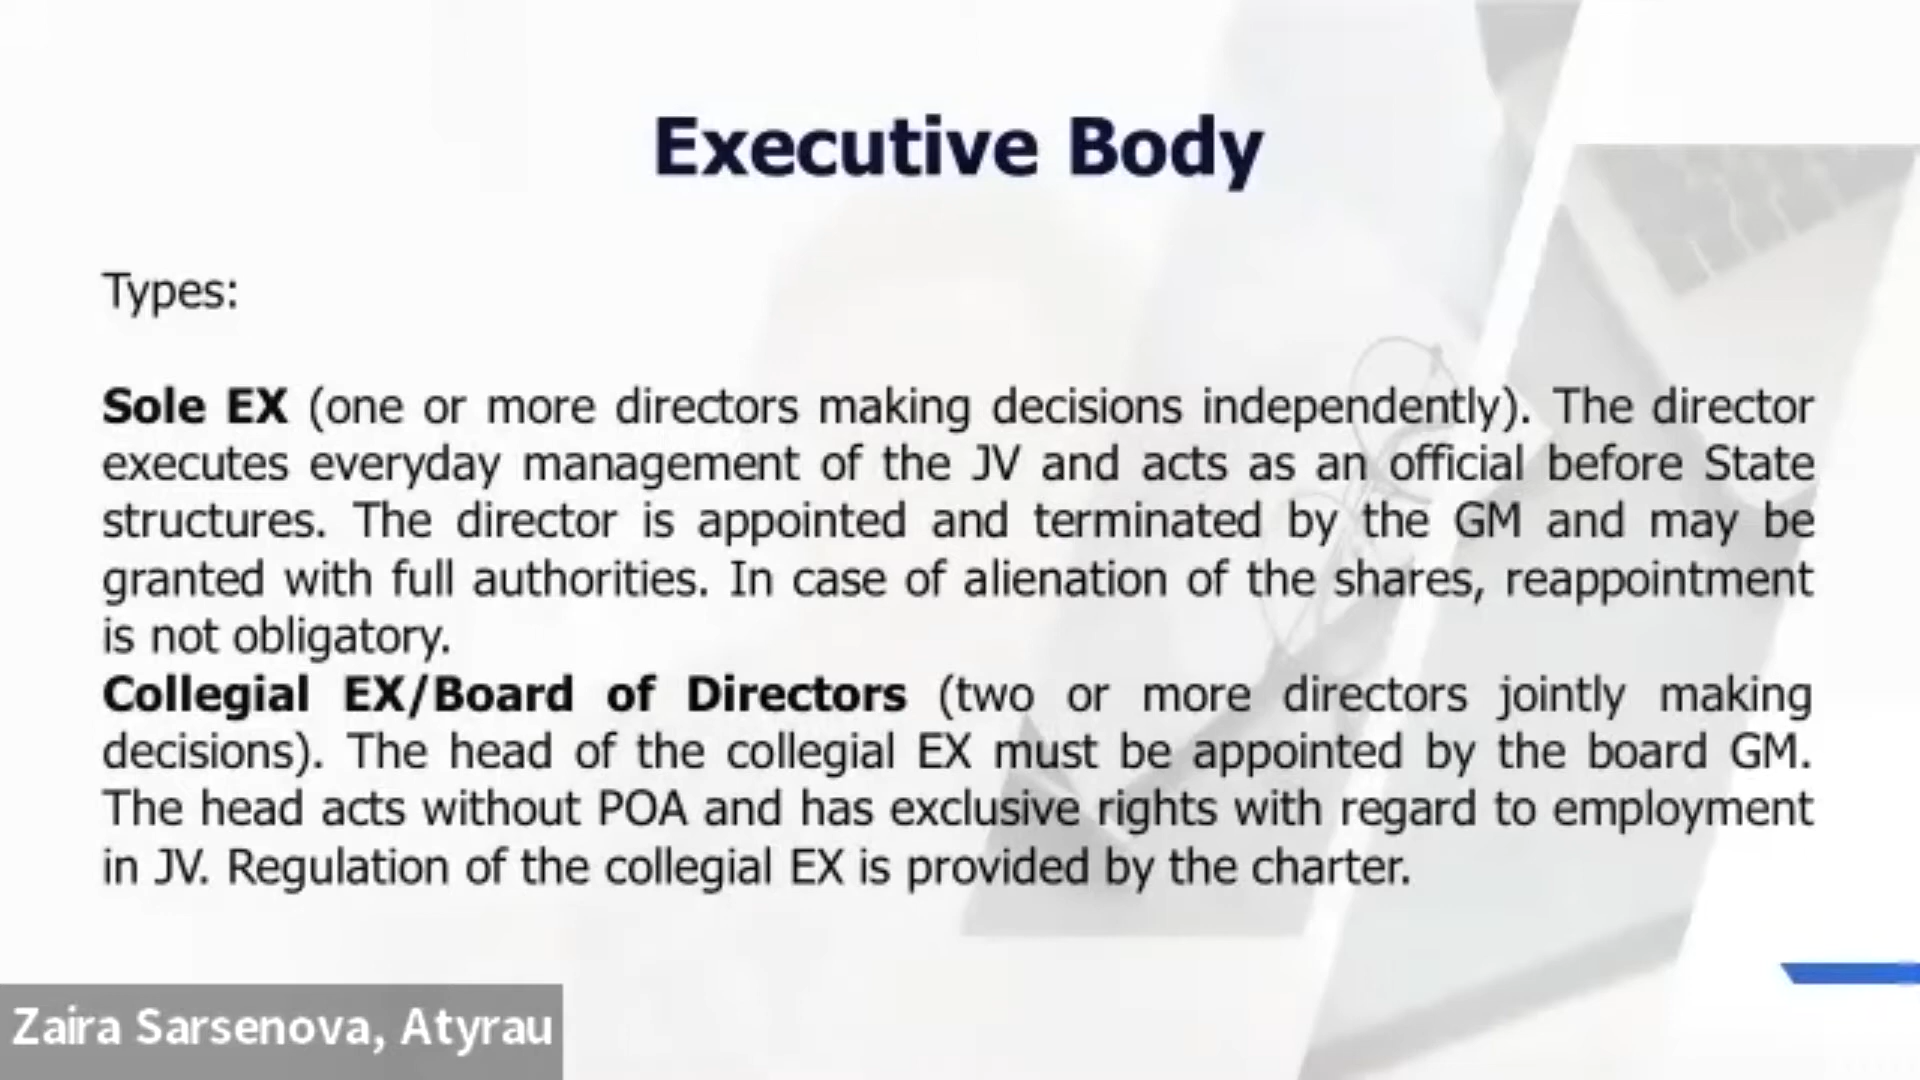 Executive Body
Types:
Sole EX (one or more directors making decisions independently). The director
executes everyday management of the JV and acts as an official before State
structures. The director is appointed and terminated by the GM and may be
granted with full authorities. In case of alienation of the shares, reappointment
is not obligatory.
Collegial EX/Board of Directors (two or more directors jointly making
decisions). The head of the collegial EX must be appointed by the board GM.
The head acts without POA and has exclusive rights with regard to employment
in JV. Regulation of the collegial EX is provided by the charter.
Zaira Sarsenova, Atyrau